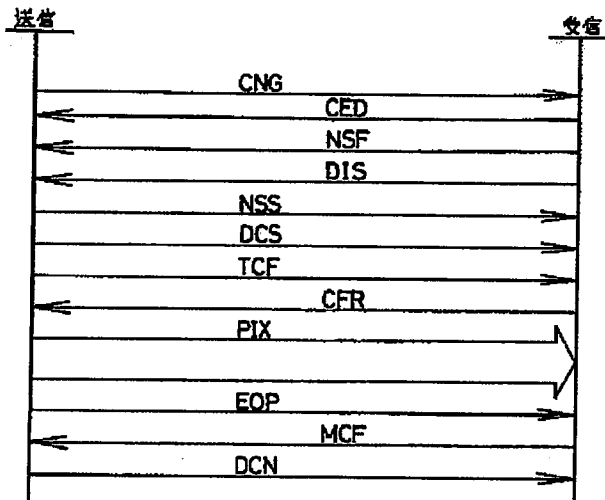 送信
受信
CNG
CED
NSF
DIS
NSS
DCS
TCF
CFR
PIX
EOP
MCF
DCN